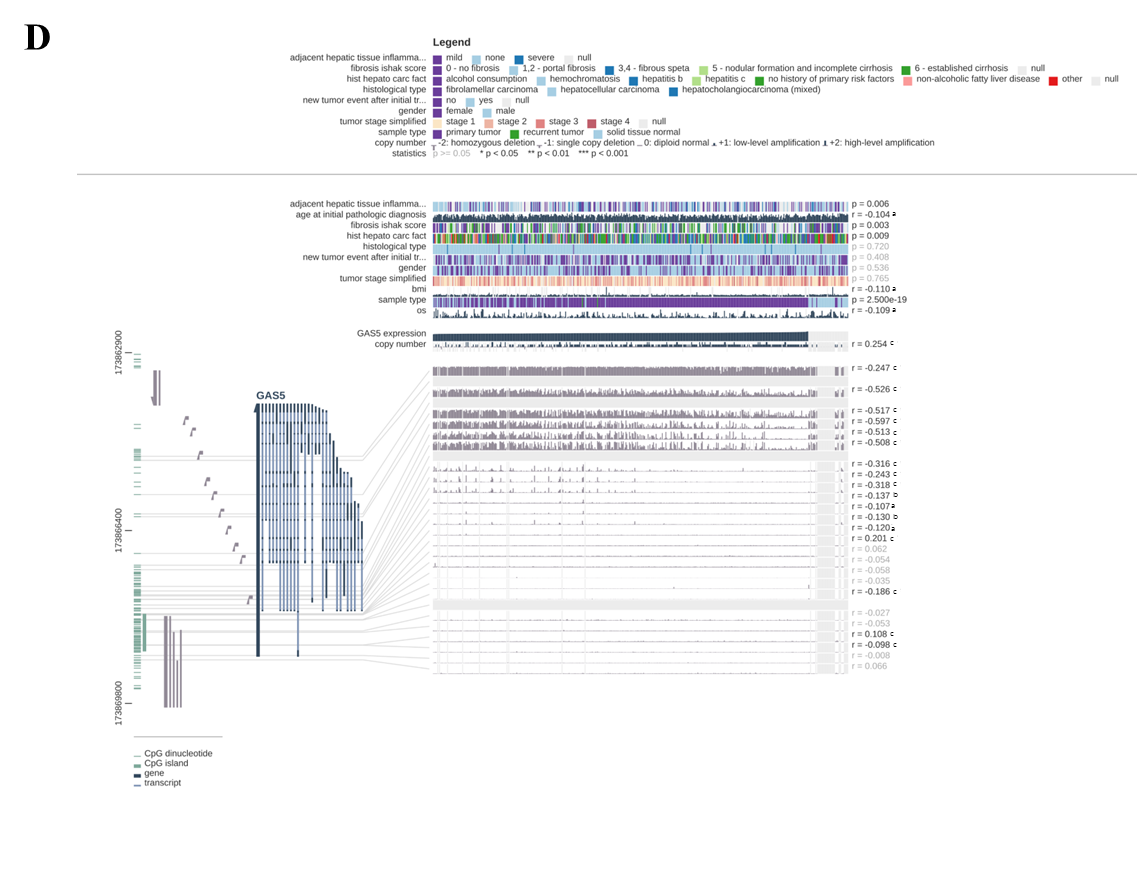 D
Legend
adjacent hepatic tissue inflamma... mild none severe null
fibrosis ishak score 0 - no fibrosis 1,2 - portal fibrosis 3,4 - fibrous speta 5 - nodular formation and incomplete cirrhosis 6 - established cirrhosis null
hist hepato carc fact alcohol consumption hemochromatosis hepatitis b hepatitis c no history of primary risk factors non-alcoholic fatty liver disease other null
histological type fibrolamellar carcinoma hepatocellular carcinoma hepatocholangiocarcinoma (mixed)
new tumor event after initial tr... no yes null
gender female male
tumor stage simplified stage 1 stage 2 stage 3 stage 4 null
sample type primary tumor recurrent tumor solid tissue normal
copy number -2: homozygous deletion -1: single copy deletion 0: diploid normal +1: low-level amplification +2: high-level amplification
statistics p >= 0.05 * p < 0.05 ** p < 0.01 *** p < 0.001
adjacent hepatic tissue inflamma... p = 0.006
age at initial pathologic diagnosis r = -0.104 a
fibrosis ishak score p = 0.003
hist hepato carc fact p = 0.009
histological type p = 0.720
new tumor event after initial tr... p = 0.408
gender p = 0.536
tumor stage simplified p = 0.765
bmi r = -0.110 a
sample type p = 2.500e-19
os r = -0.109 a
GAS5 expression
copy number r = 0.254 c
173862900
173866400
173869800
GAS5
r = -0.247 c
r = -0.526 c
r = -0.517 c
r = -0.597 c
r = -0.513 c
r = -0.508 c
r = -0.316 c
r = -0.243 c
r = -0.318 c
r = -0.137 b
r = -0.107 a
r = -0.130 b
r = -0.120 a
r = 0.201 c
r = 0.062
r = -0.054
r = -0.058
r = -0.035
r = -0.186 c
r = -0.027
r = -0.053
r = 0.108 c
r = -0.098 c
r = -0.008
r = 0.066
CpG dinucleotide
CpG island
gene
transcript